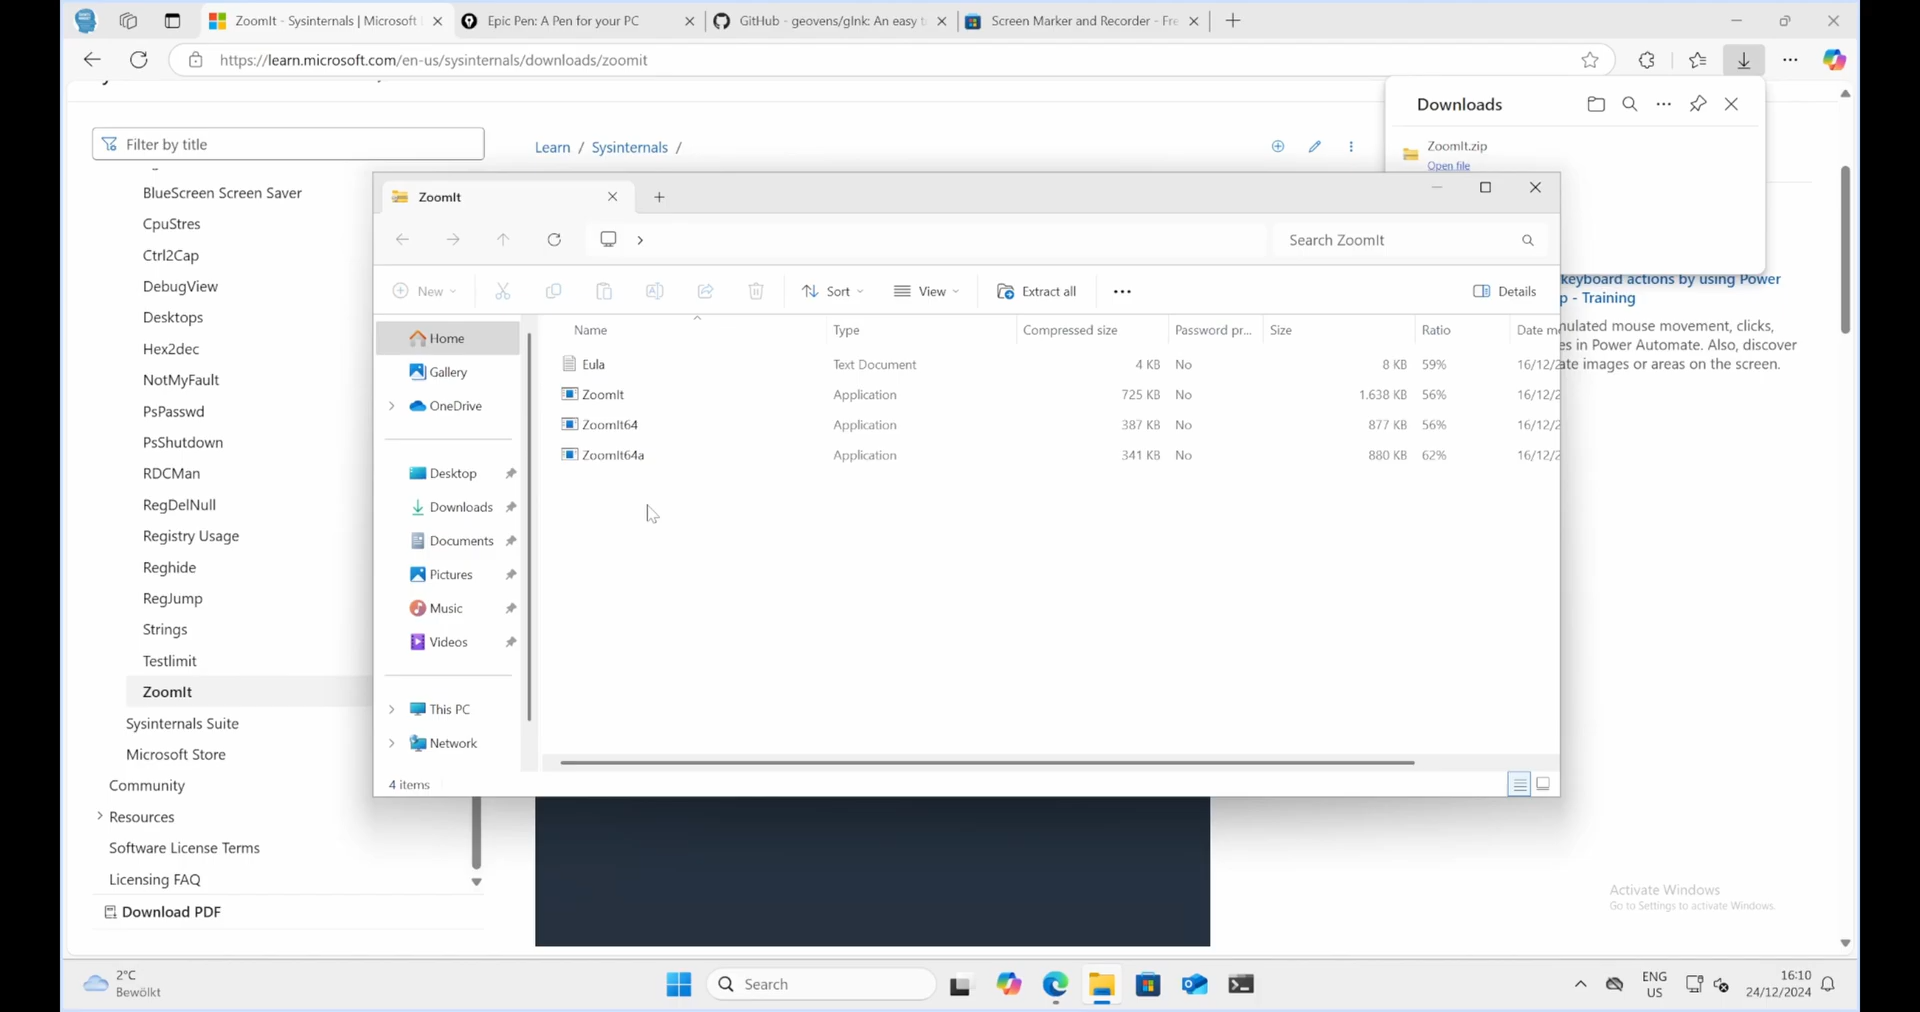 ZoomIt - Sysinternals | Microsoft
Epic Pen: A Pen for your PC
GitHub - geovens/gInk: An easy t
Screen Marker and Recorder - Fre
https://learn.microsoft.com/en-us/sysinternals/downloads/zoomit
Downloads
ZoomIt.zip
Open file
Filter by title
Learn / Sysinternals /
BlueScreen Screen Saver
CpuStres
Ctrl2Cap
DebugView
Desktops
Hex2dec
NotMyFault
PsPasswd
PsShutdown
RDCMan
RegDelNull
Registry Usage
Reghide
RegJump
Strings
Testlimit
ZoomIt
Sysinternals Suite
Microsoft Store
Community
Resources
Software License Terms
Licensing FAQ
Download PDF
ZoomIt
Search ZoomIt
New
Sort
View
Extract all
Details
Home
Gallery
OneDrive
Desktop
Downloads
Documents
Pictures
Music
Videos
This PC
Network
Name Type Compressed size Password pr... Size Ratio Date m
Eula Text Document 4 KB No 8 KB 59% 16/12/2
ZoomIt Application 725 KB No 1.638 KB 56% 16/12/2
ZoomIt64 Application 387 KB No 877 KB 56% 16/12/2
ZoomIt64a Application 341 KB No 880 KB 62% 16/12/2
4 items
keyboard actions by using Power
p - Training
mulated mouse movement, clicks,
es in Power Automate. Also, discover
ate images or areas on the screen.
Activate Windows
Go to Settings to activate Windows.
2°C
Bewölkt
Search
ENG
US
16:10
24/12/2024